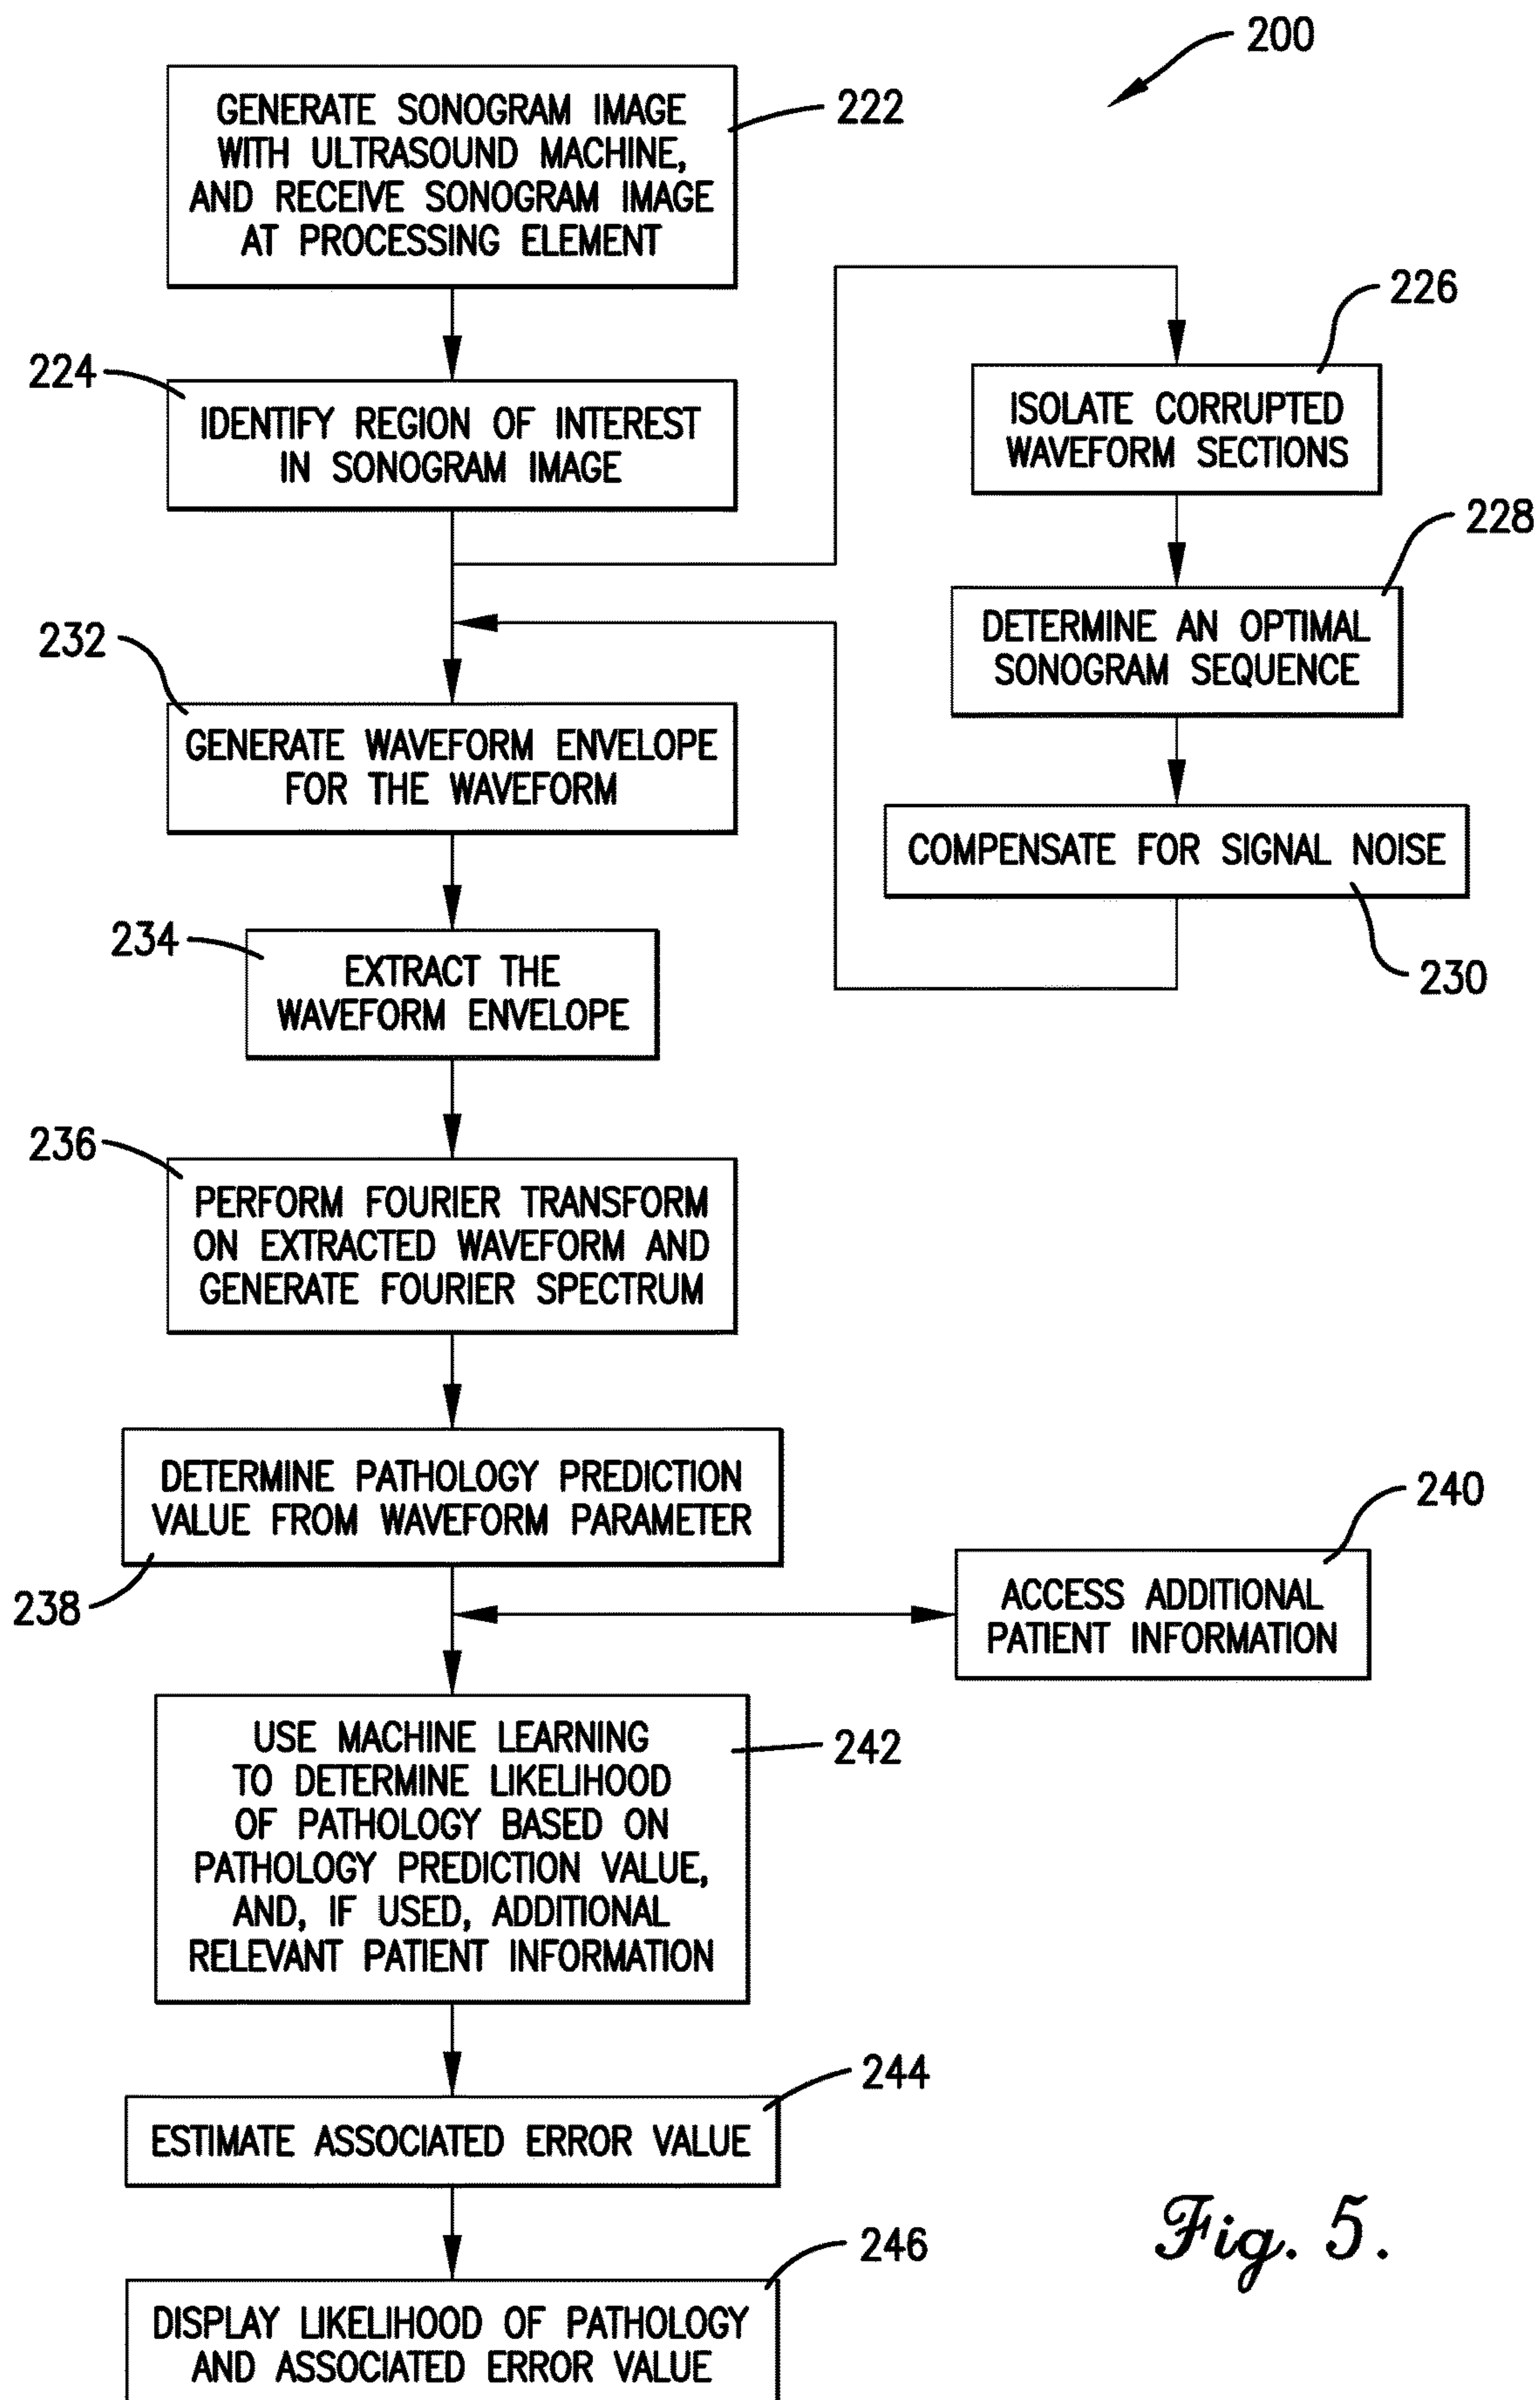 200
GENERATE SONOGRAM IMAGE
WITH ULTRASOUND MACHINE,
AND RECEIVE SONOGRAM IMAGE
AT PROCESSING ELEMENT
222
224
IDENTIFY REGION OF INTEREST
IN SONOGRAM IMAGE
226
ISOLATE CORRUPTED
WAVEFORM SECTIONS
228
DETERMINE AN OPTIMAL
SONOGRAM SEQUENCE
COMPENSATE FOR SIGNAL NOISE
230
232
GENERATE WAVEFORM ENVELOPE
FOR THE WAVEFORM
234
EXTRACT THE
WAVEFORM ENVELOPE
236
PERFORM FOURIER TRANSFORM
ON EXTRACTED WAVEFORM AND
GENERATE FOURIER SPECTRUM
DETERMINE PATHOLOGY PREDICTION
VALUE FROM WAVEFORM PARAMETER
238
240
ACCESS ADDITIONAL
PATIENT INFORMATION
USE MACHINE LEARNING
TO DETERMINE LIKELIHOOD
OF PATHOLOGY BASED ON
PATHOLOGY PREDICTION VALUE,
AND, IF USED, ADDITIONAL
RELEVANT PATIENT INFORMATION
242
244
ESTIMATE ASSOCIATED ERROR VALUE
246
DISPLAY LIKELIHOOD OF PATHOLOGY
AND ASSOCIATED ERROR VALUE
Fig. 5.